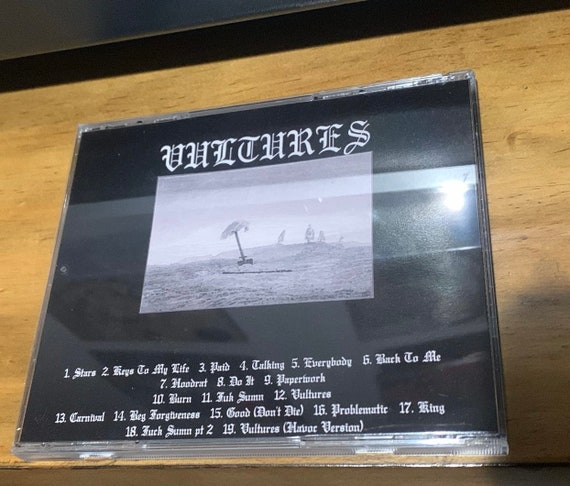 VULTURES
1. Stars 2. Keys To My Life 3. Paid 4. Talking 5. Everybody 6. Back To Me
7. Hoodrat 8. Do It 9. Paperwork
10. Burn 11. Fuk Sumn 12. Vultures
13. Carnival 14. Beg Forgiveness 15. Good (Don't Die) 16. Problematic 17. King
18. Fuck Sumn pt 2 19. Vultures (Havoc Version)